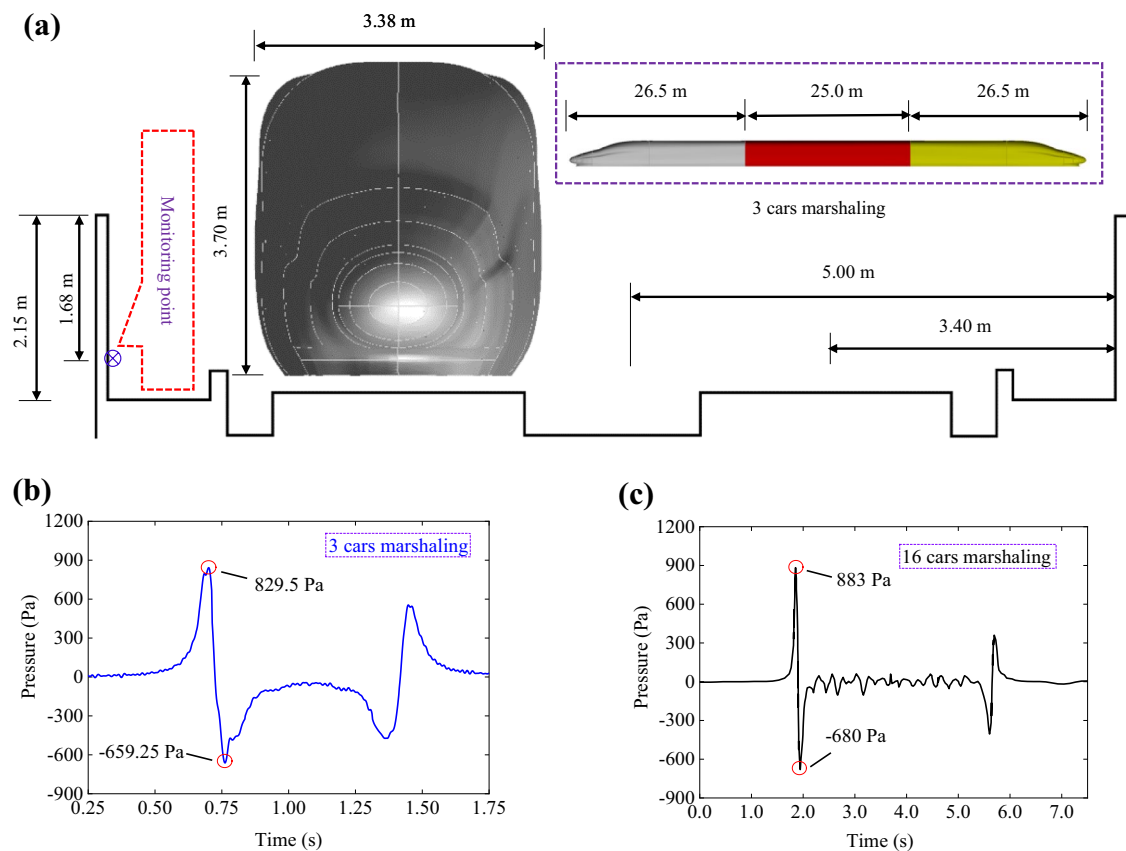 (a)
3.38 m
26.5 m
25.0 m
26.5 m
3 cars marshaling
Monitoring point
3.70 m
2.15 m
1.68 m
5.00 m
3.40 m
(b)
1200
900
600
300
0
-300
-600
-900
Pressure (Pa)
3 cars marshaling
829.5 Pa
-659.25 Pa
0.25
0.50
0.75
1.00
1.25
1.50
1.75
Time (s)
(c)
1200
900
600
300
0
-300
-600
-900
Pressure (Pa)
16 cars marshaling
883 Pa
-680 Pa
0.0
1.0
2.0
3.0
4.0
5.0
6.0
7.0
Time (s)